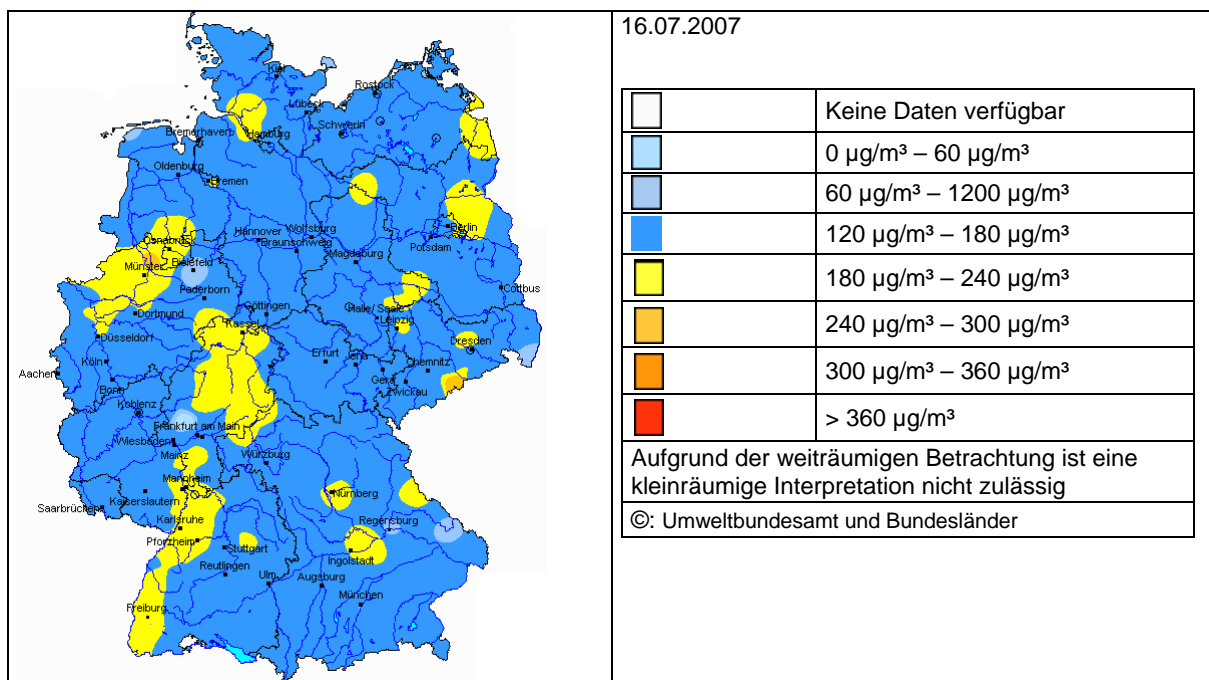 16.07.2007
Keine Daten verfügbar
0 µg/m³ – 60 µg/m³
60 µg/m³ – 1200 µg/m³
120 µg/m³ – 180 µg/m³
180 µg/m³ – 240 µg/m³
240 µg/m³ – 300 µg/m³
300 µg/m³ – 360 µg/m³
> 360 µg/m³
Aufgrund der weiträumigen Betrachtung ist eine
kleinräumige Interpretation nicht zulässig
©: Umweltbundesamt und Bundesländer
Kiel
Rostock
Lübeck
Schwerin
Bremerhaven
Hamburg
Oldenburg
Bremen
Hannover
Wolfsburg
Berlin
Osnabrück
Braunschweig
Potsdam
Magdeburg
Münster
Bielefeld
Paderborn
Cottbus
Göttingen
Halle/ Saale
Dortmund
Kassel
Leipzig
Düsseldorf
Dresden
Köln
Erfurt
Jena
Chemnitz
Aachen
Gera
Bonn
Zwickau
Koblenz
Frankfurt am Main
Wiesbaden
Mainz
Würzburg
Mannheim
Kaiserslautern
Nürnberg
Saarbrücken
Karlsruhe
Regensburg
Pforzheim
Stuttgart
Ingolstadt
Reutlingen
Ulm
Augsburg
München
Freiburg